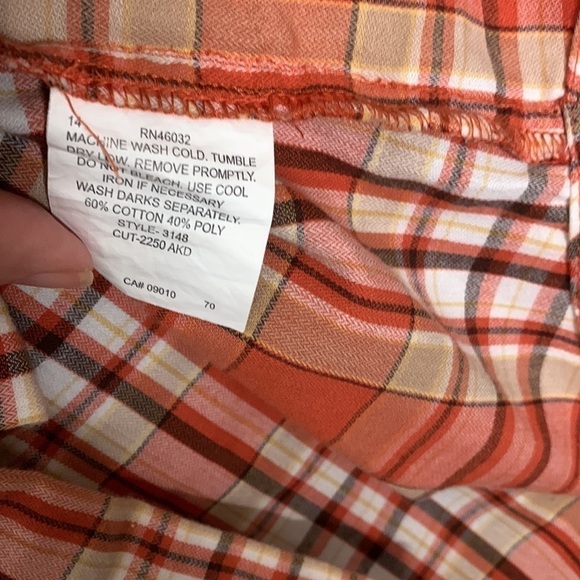 14 RN46032
MACHINE WASH COLD. TUMBLE
DRY LOW. REMOVE PROMPTLY.
DO NOT BLEACH. USE COOL
IRON IF NECESSARY
WASH DARKS SEPARATELY.
60% COTTON 40% POLY
STYLE- 3148
CUT-2250 AKD
CA# 09010 70